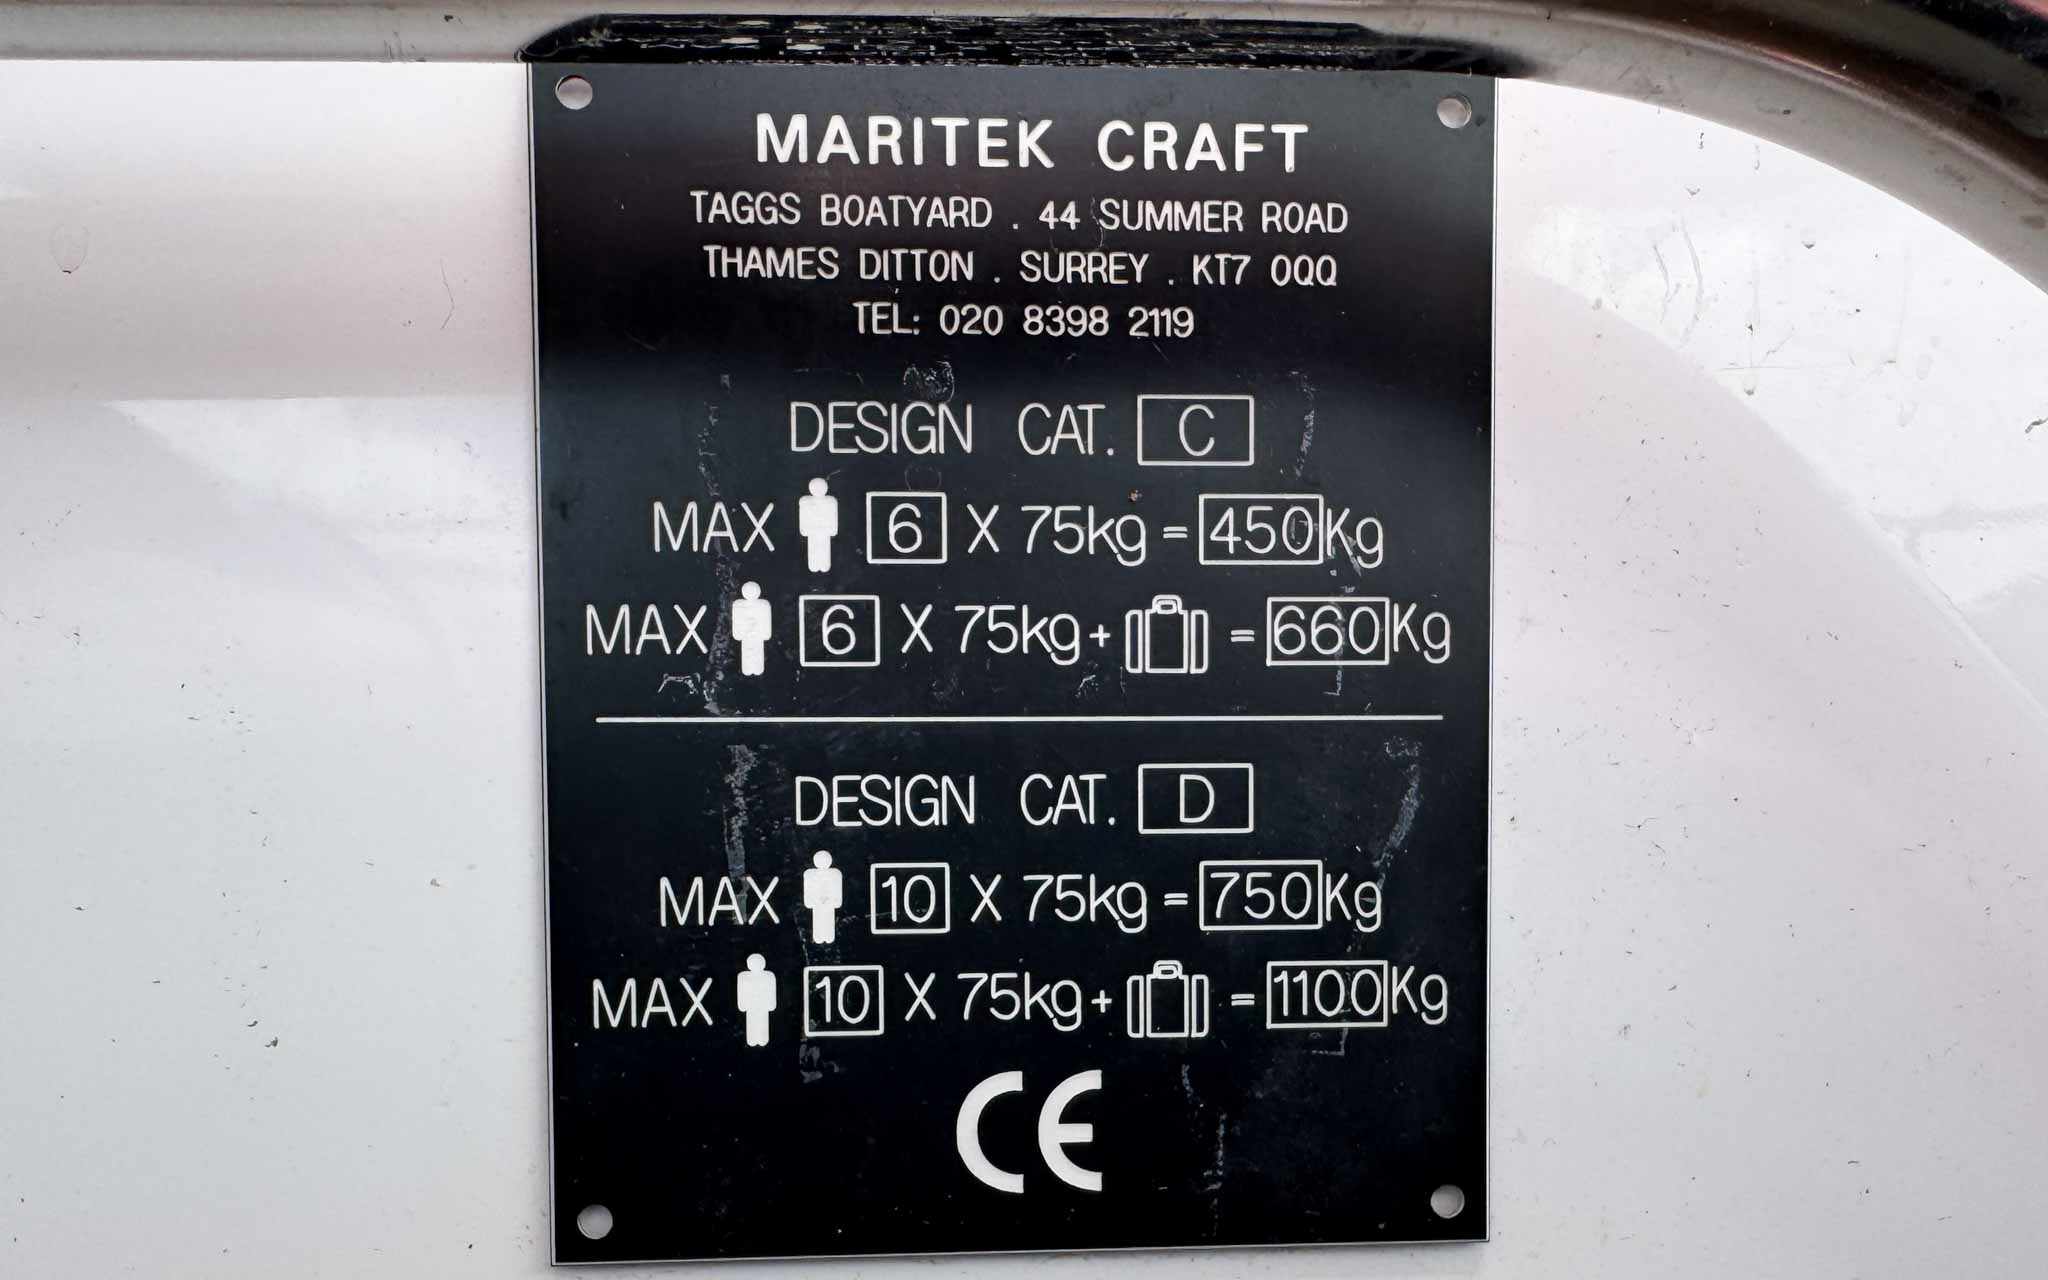 MARITEK CRAFT
TAGGS BOATYARD . 44 SUMMER ROAD
THAMES DITTON . SURREY . KT7 0QQ
TEL: 020 8398 2119
DESIGN CAT. C
MAX 6 X 75kg = 450Kg
MAX 6 X 75kg + = 660Kg
DESIGN CAT. D
MAX 10 X 75kg = 750Kg
MAX 10 X 75kg + = 1100Kg
CE